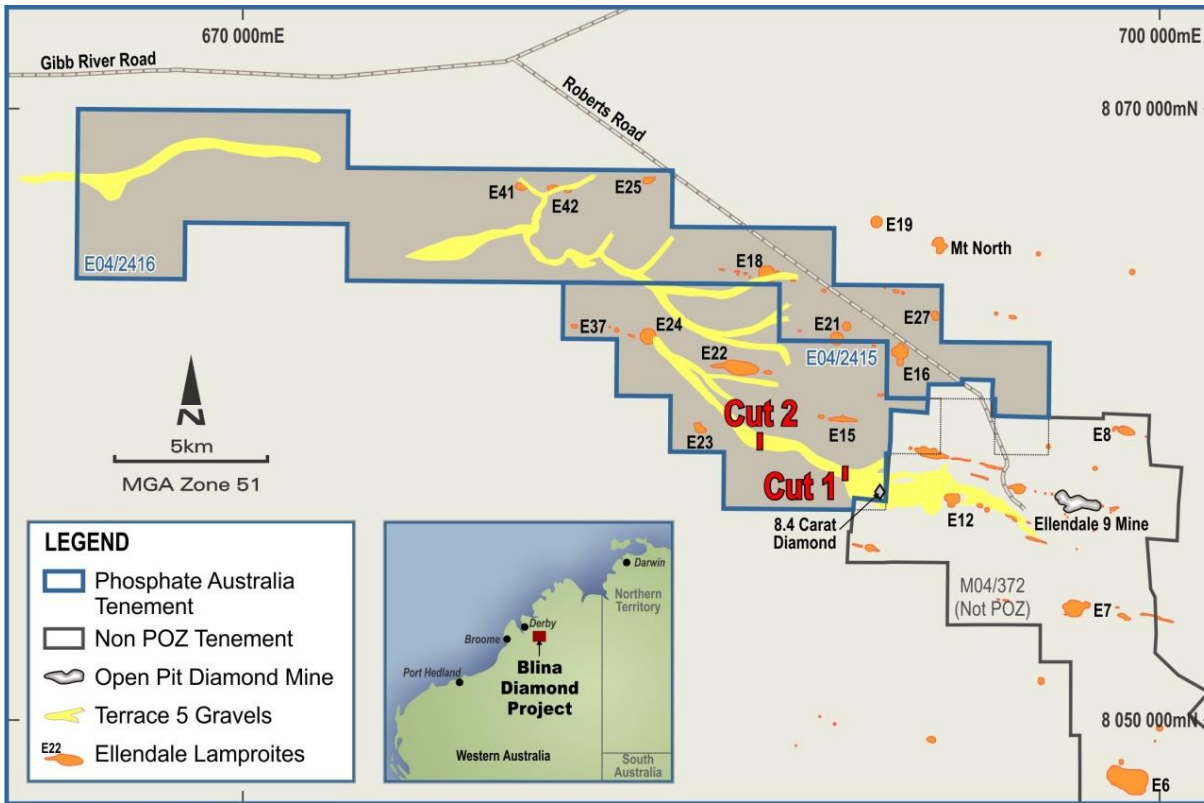 670 000mE
700 000mE
Gibb River Road
Roberts Road
8 070 000mN
E41
E42
E25
E19
Mt North
E04/2416
E18
E27
E21
E37
E24
E04/2415
E22
E16
N
5km
MGA Zone 51
Cut 2
E15
E23
E8
Cut 1
8.4 Carat
Diamond
E12
Ellendale 9 Mine
M04/372
(Not POZ)
E7
8 050 000mN
E6
LEGEND
Phosphate Australia
Tenement
Non POZ Tenement
Open Pit Diamond Mine
Terrace 5 Gravels
E22
Ellendale Lamproites
Darwin
Northern
Territory
Derby
Broome
Blina
Diamond
Project
Port Hedland
Western Australia
South
Australia